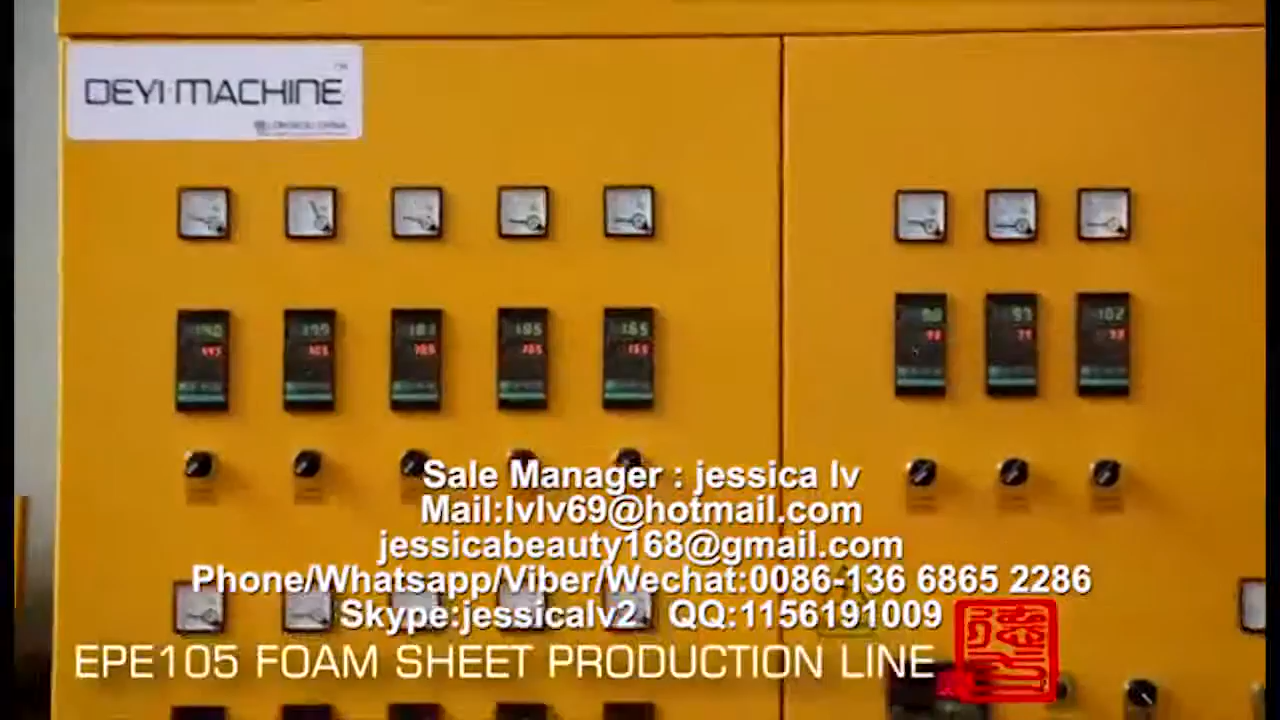 DEYI·MACHINE
Sale Manager : jessica lv
Mail:lvlv69@hotmail.com
jessicabeauty168@gmail.com
Phone/Whatsapp/Viber/Wechat:0086-136 6865 2286
Skype:jessicalv2   QQ:1156191009
EPE105 FOAM SHEET PRODUCTION LINE